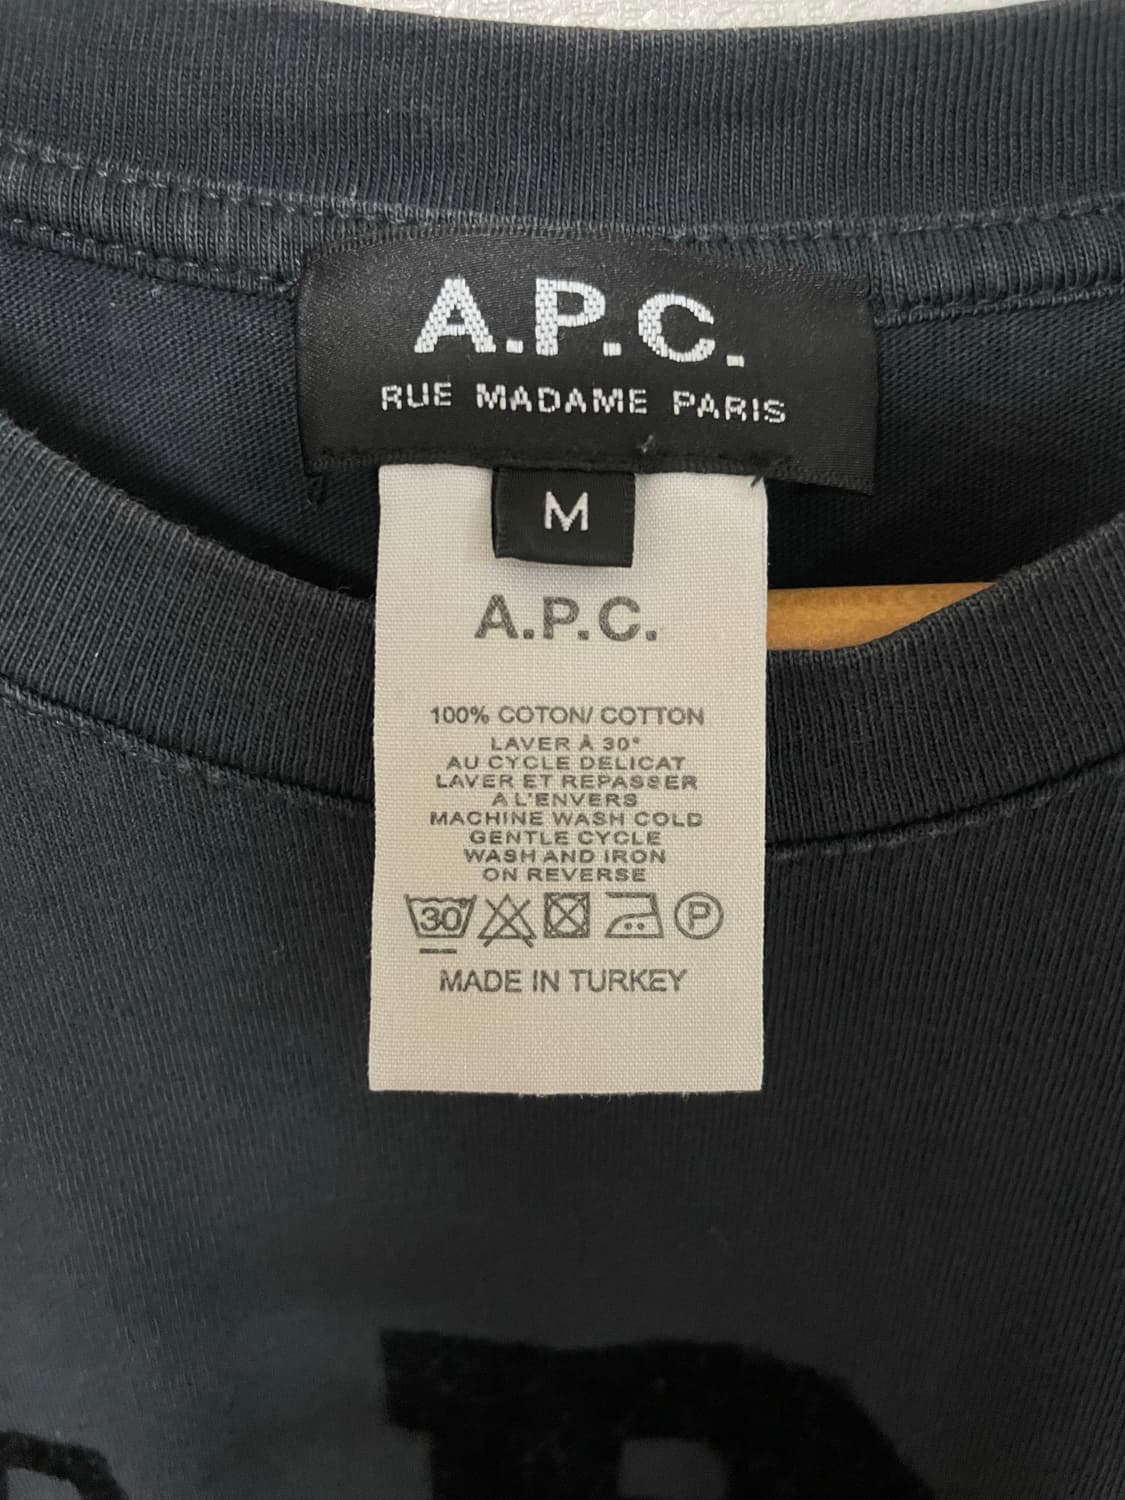 A.P.C.
RUE MADAME PARIS
M
A.P.C.
100% COTON/ COTTON
LAVER À 30°
AU CYCLE DELICAT
LAVER ET REPASSER
A L'ENVERS
MACHINE WASH COLD
GENTLE CYCLE
WASH AND IRON
ON REVERSE
30° P
MADE IN TURKEY